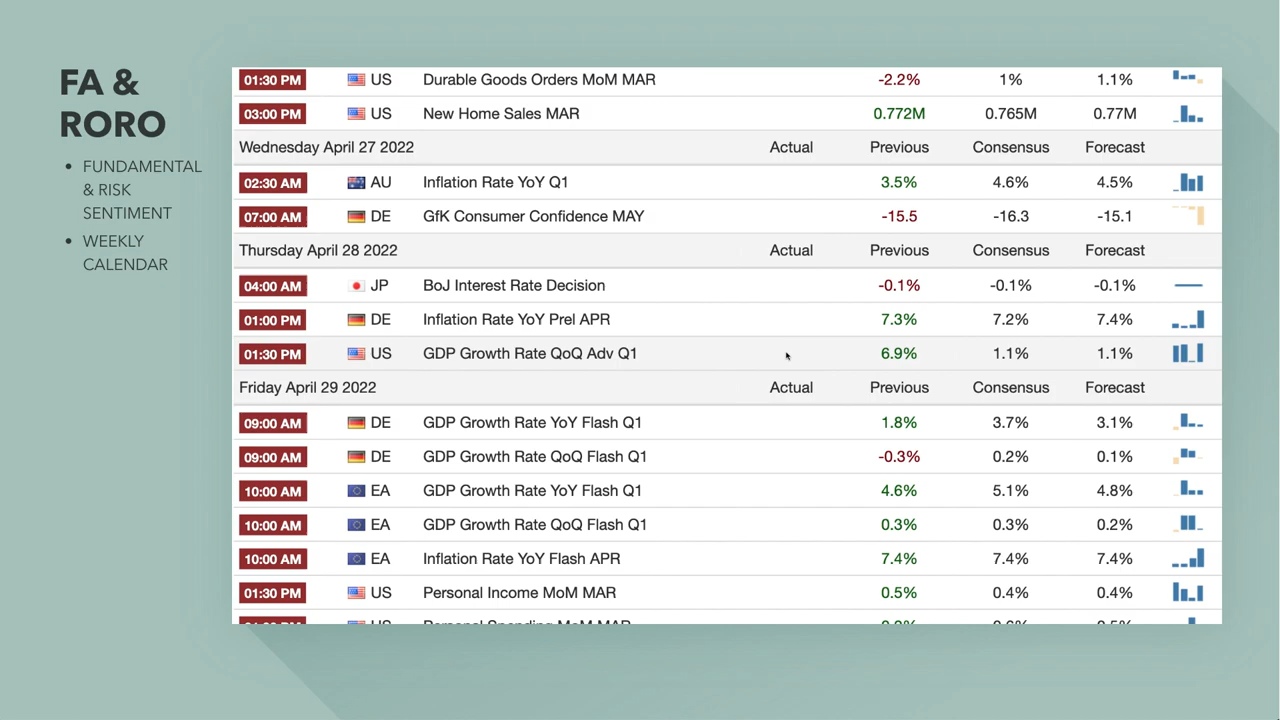 FA &
RORO
• FUNDAMENTAL
& RISK
SENTIMENT
• WEEKLY
CALENDAR
01:30 PM US Durable Goods Orders MoM MAR -2.2% 1% 1.1%
03:00 PM US New Home Sales MAR 0.772M 0.765M 0.77M
Wednesday April 27 2022 Actual Previous Consensus Forecast
02:30 AM AU Inflation Rate YoY Q1 3.5% 4.6% 4.5%
07:00 AM DE GfK Consumer Confidence MAY -15.5 -16.3 -15.1
Thursday April 28 2022 Actual Previous Consensus Forecast
04:00 AM JP BoJ Interest Rate Decision -0.1% -0.1% -0.1%
01:00 PM DE Inflation Rate YoY Prel APR 7.3% 7.2% 7.4%
01:30 PM US GDP Growth Rate QoQ Adv Q1 6.9% 1.1% 1.1%
Friday April 29 2022 Actual Previous Consensus Forecast
09:00 AM DE GDP Growth Rate YoY Flash Q1 1.8% 3.7% 3.1%
09:00 AM DE GDP Growth Rate QoQ Flash Q1 -0.3% 0.2% 0.1%
10:00 AM EA GDP Growth Rate YoY Flash Q1 4.6% 5.1% 4.8%
10:00 AM EA GDP Growth Rate QoQ Flash Q1 0.3% 0.3% 0.2%
10:00 AM EA Inflation Rate YoY Flash APR 7.4% 7.4% 7.4%
01:30 PM US Personal Income MoM MAR 0.5% 0.4% 0.4%
US Personal Spending MoM MAR